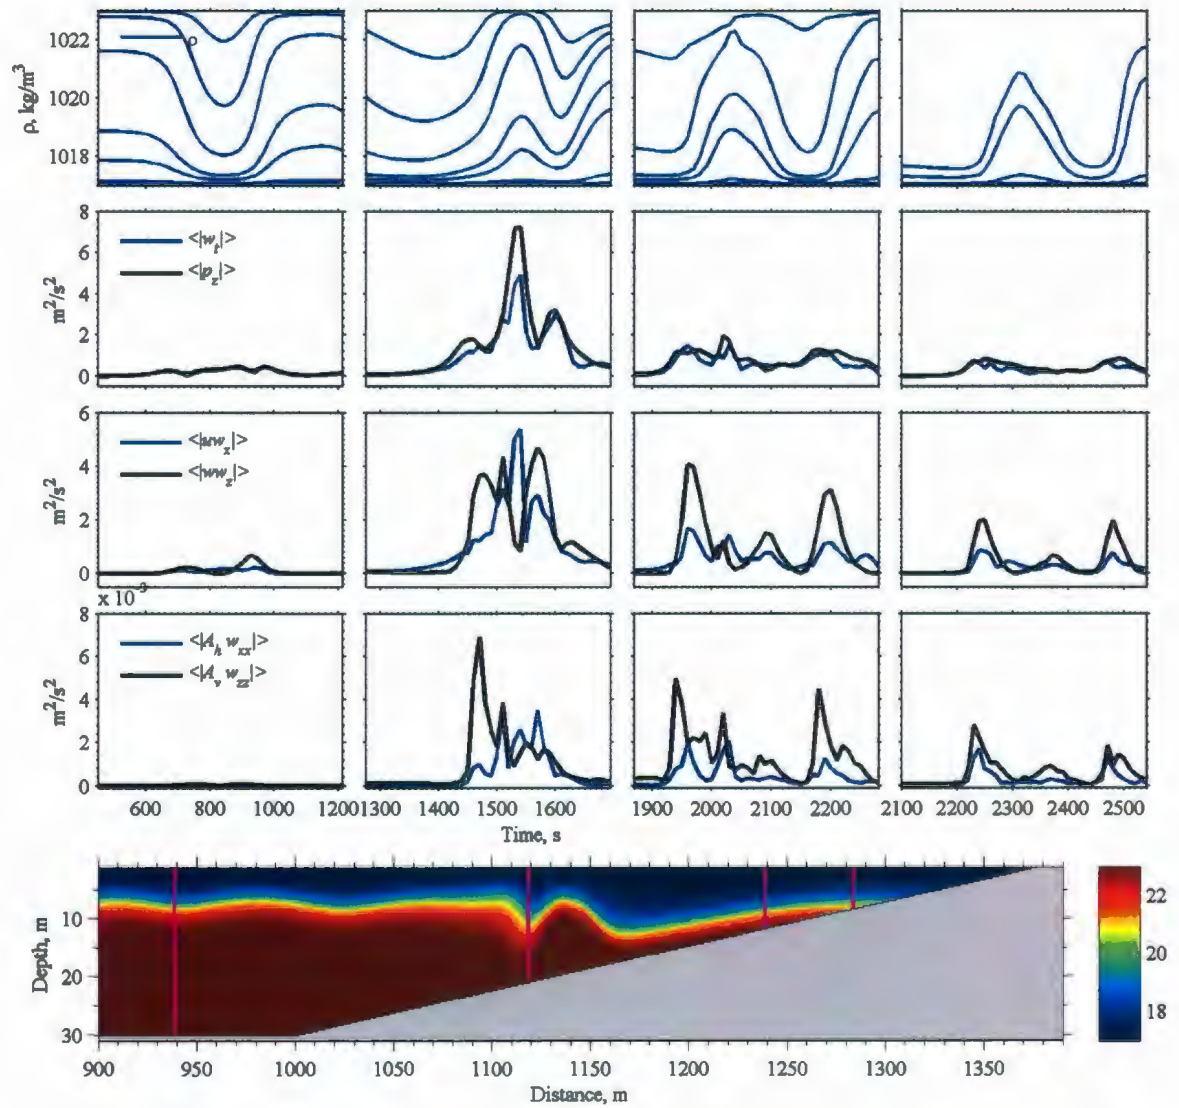 ρ, kg/m³
1022
1020
1018
ρ
m²/s²
8
6
4
2
0
<|w_t|>
<|p_z|>
m²/s²
6
4
2
0
<|uw_x|>
<|ww_z|>
x 10⁻⁹
m²/s²
8
6
4
2
0
<|A_h w_xx|>
<|A_v w_zz|>
600 800 1000 1200
1300 1400 1500 1600
1900 2000 2100 2200
2100 2200 2300 2400 2500
Time, s
Depth, m
10
20
30
22
20
18
900 950 1000 1050 1100 1150 1200 1250 1300 1350
Distance, m